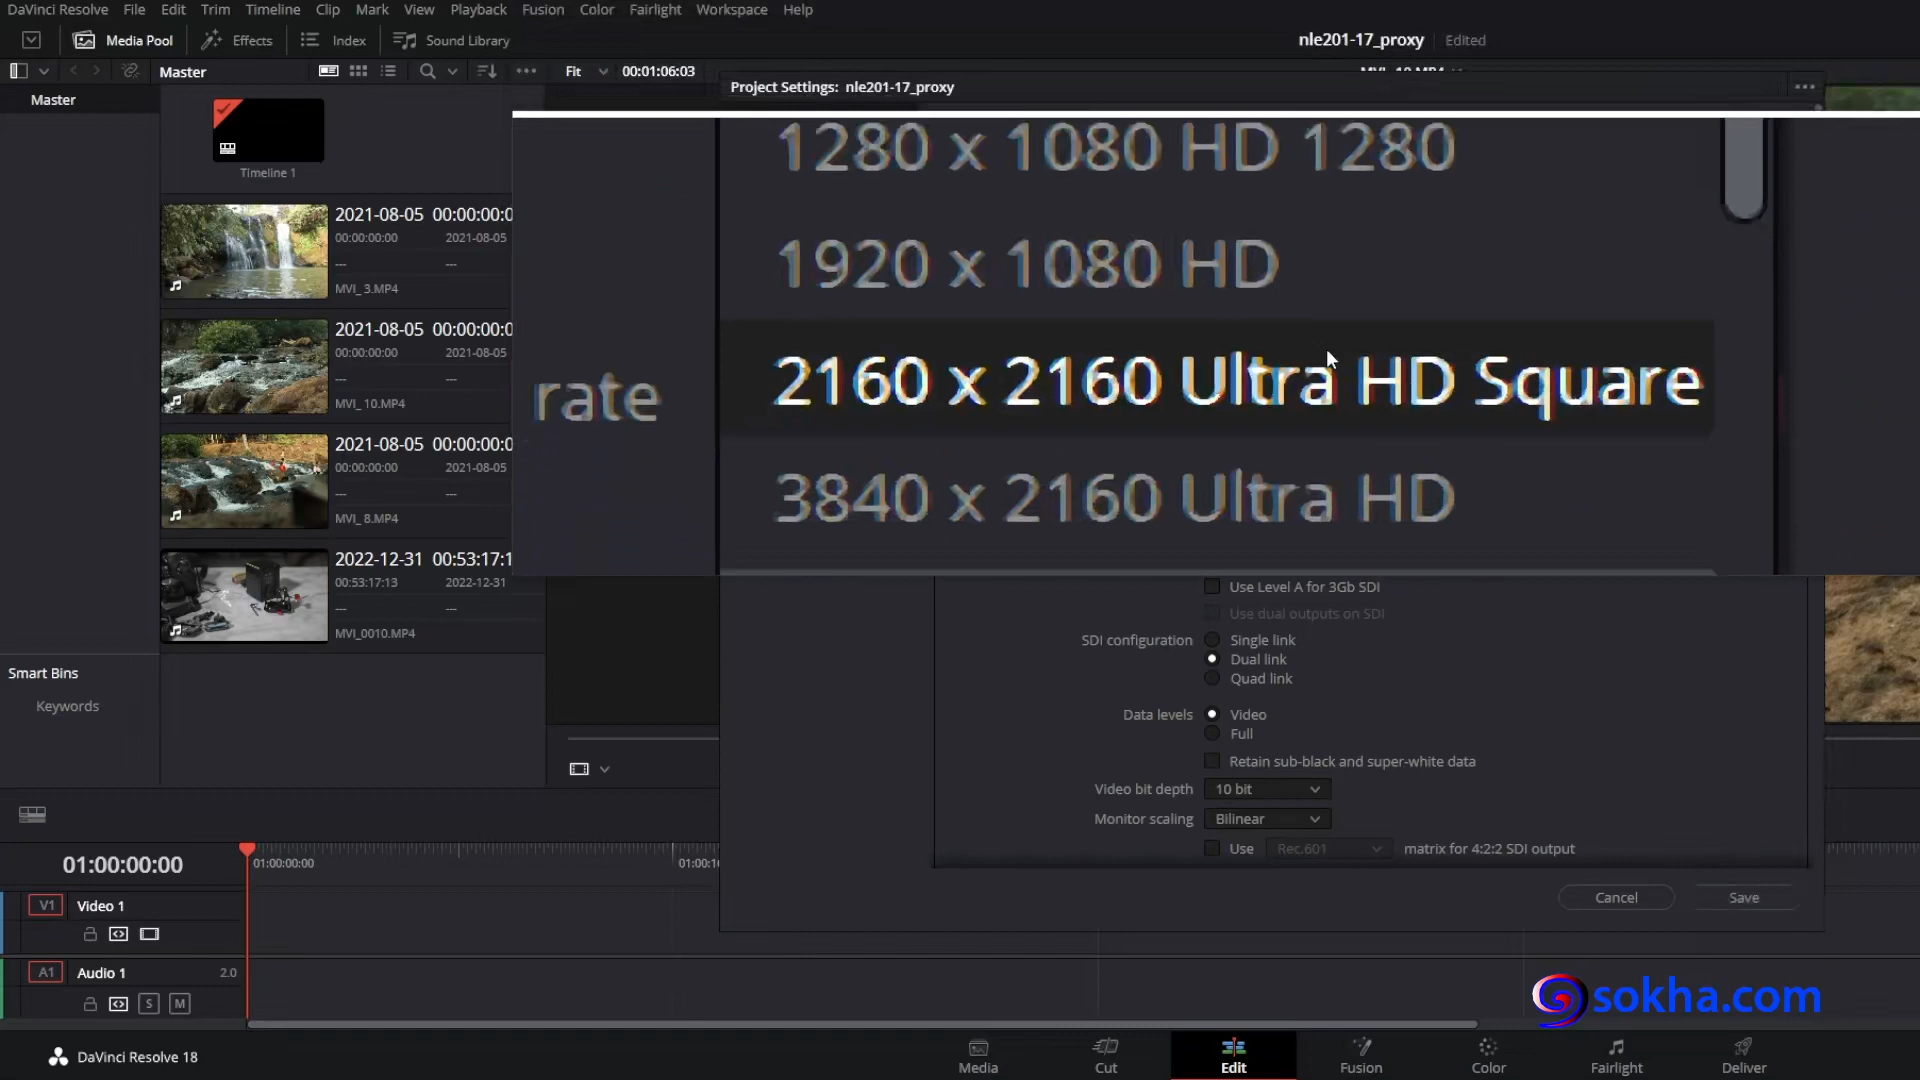 DaVinci Resolve File Edit Trim Timeline Clip Mark View Playback Fusion Color Fairlight Workspace Help
Media Pool Effects Index Sound Library nle201-17_proxy Edited
Master Fit 00:01:06:03
Project Settings: nle201-17_proxy
Master
Timeline 1
2021-08-05 00:00:00:0
00:00:00:00 2021-08-05
--- ---
MVI_ 3.MP4
2021-08-05 00:00:00:0
00:00:00:00 2021-08-05
--- ---
MVI_ 10.MP4
2021-08-05 00:00:00:0
00:00:00:00 2021-08-05
--- ---
MVI_ 8.MP4
2022-12-31 00:53:17:1
00:53:17:13 2022-12-31
--- ---
MVI_0010.MP4
1280 x 1080 HD 1280
1920 x 1080 HD
2160 x 2160 Ultra HD Square
rate
3840 x 2160 Ultra HD
Use Level A for 3Gb SDI
Use dual outputs on SDI
SDI configuration Single link
Dual link
Quad link
Data levels Video
Full
Retain sub-black and super-white data
Video bit depth 10 bit
Monitor scaling Bilinear
Use Rec.601 matrix for 4:2:2 SDI output
Cancel Save
Smart Bins
Keywords
01:00:00:00 01:00:00:00 01:00:1
V1 Video 1
A1 Audio 1 2.0
S M
sokha.com
DaVinci Resolve 18
Media Cut Edit Fusion Color Fairlight Deliver